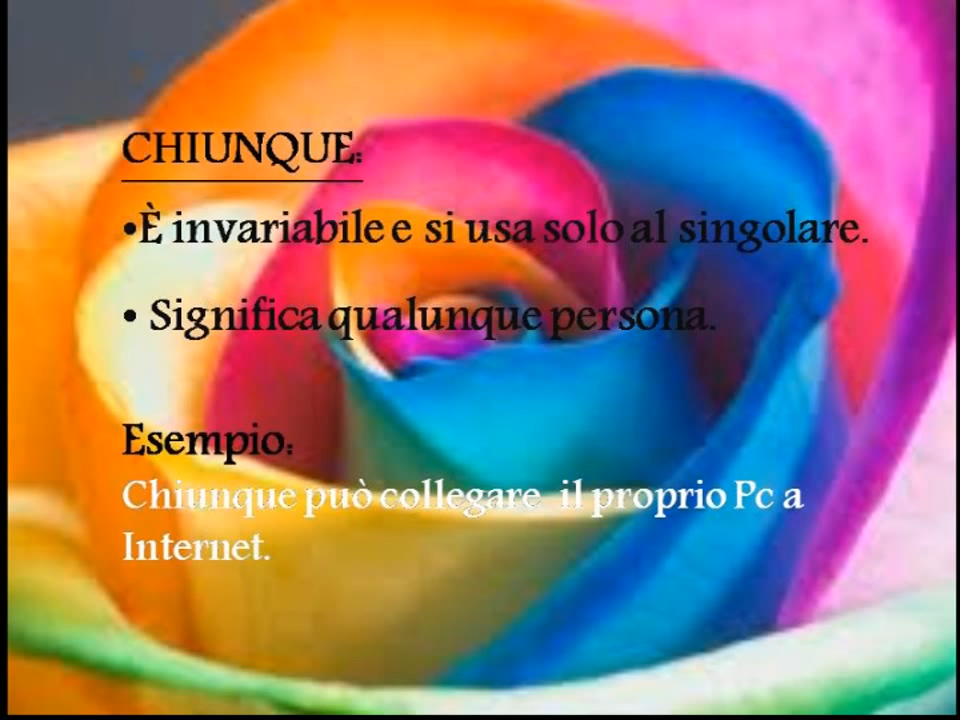 CHIUNQUE:
•È invariabile e si usa solo al singolare.
• Significa qualunque persona.
Esempio:
Chiunque può collegare il proprio Pc a
Internet.